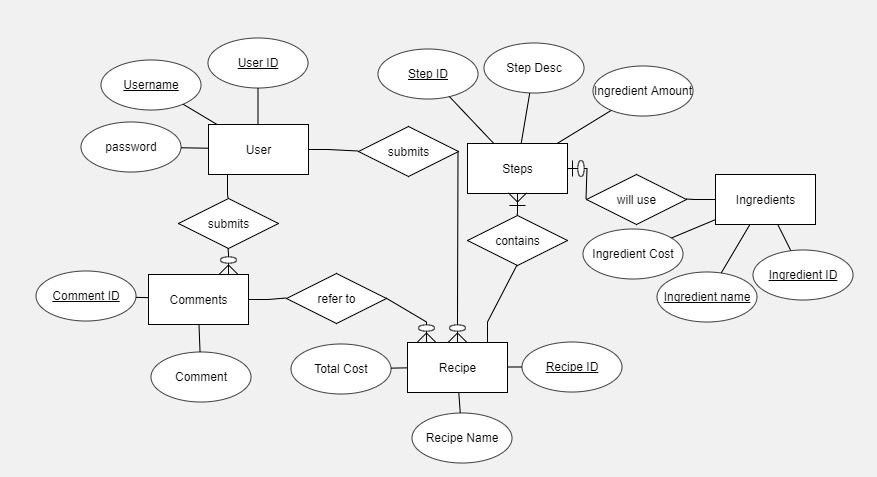 User ID
Username
Step ID
Step Desc
Ingredient Amount
password
User
submits
Steps
will use
Ingredients
submits
contains
Ingredient Cost
Ingredient ID
Comment ID
Comments
refer to
Ingredient name
Comment
Total Cost
Recipe
Recipe ID
Recipe Name